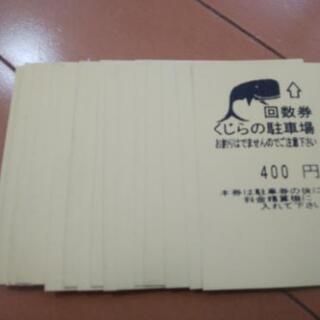 回数券
くじらの駐車場
お釣りはでませんのでご注意下さい
400 円
本券は駐車券の後に
料金精算機に
入れて下さい